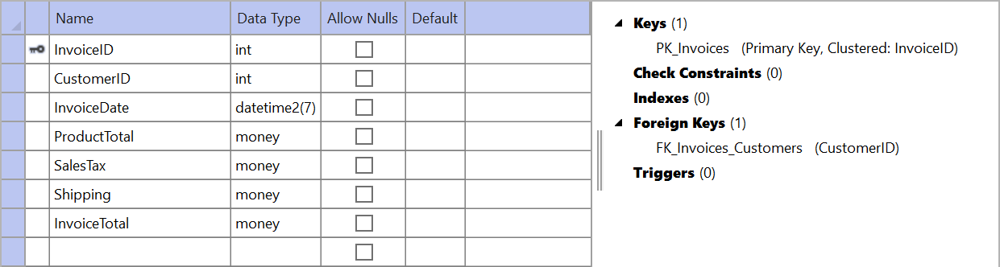 Name Data Type Allow Nulls Default
InvoiceID int
CustomerID int
InvoiceDate datetime2(7)
ProductTotal money
SalesTax money
Shipping money
InvoiceTotal money
Keys (1)
PK_Invoices (Primary Key, Clustered: InvoiceID)
Check Constraints (0)
Indexes (0)
Foreign Keys (1)
FK_Invoices_Customers (CustomerID)
Triggers (0)